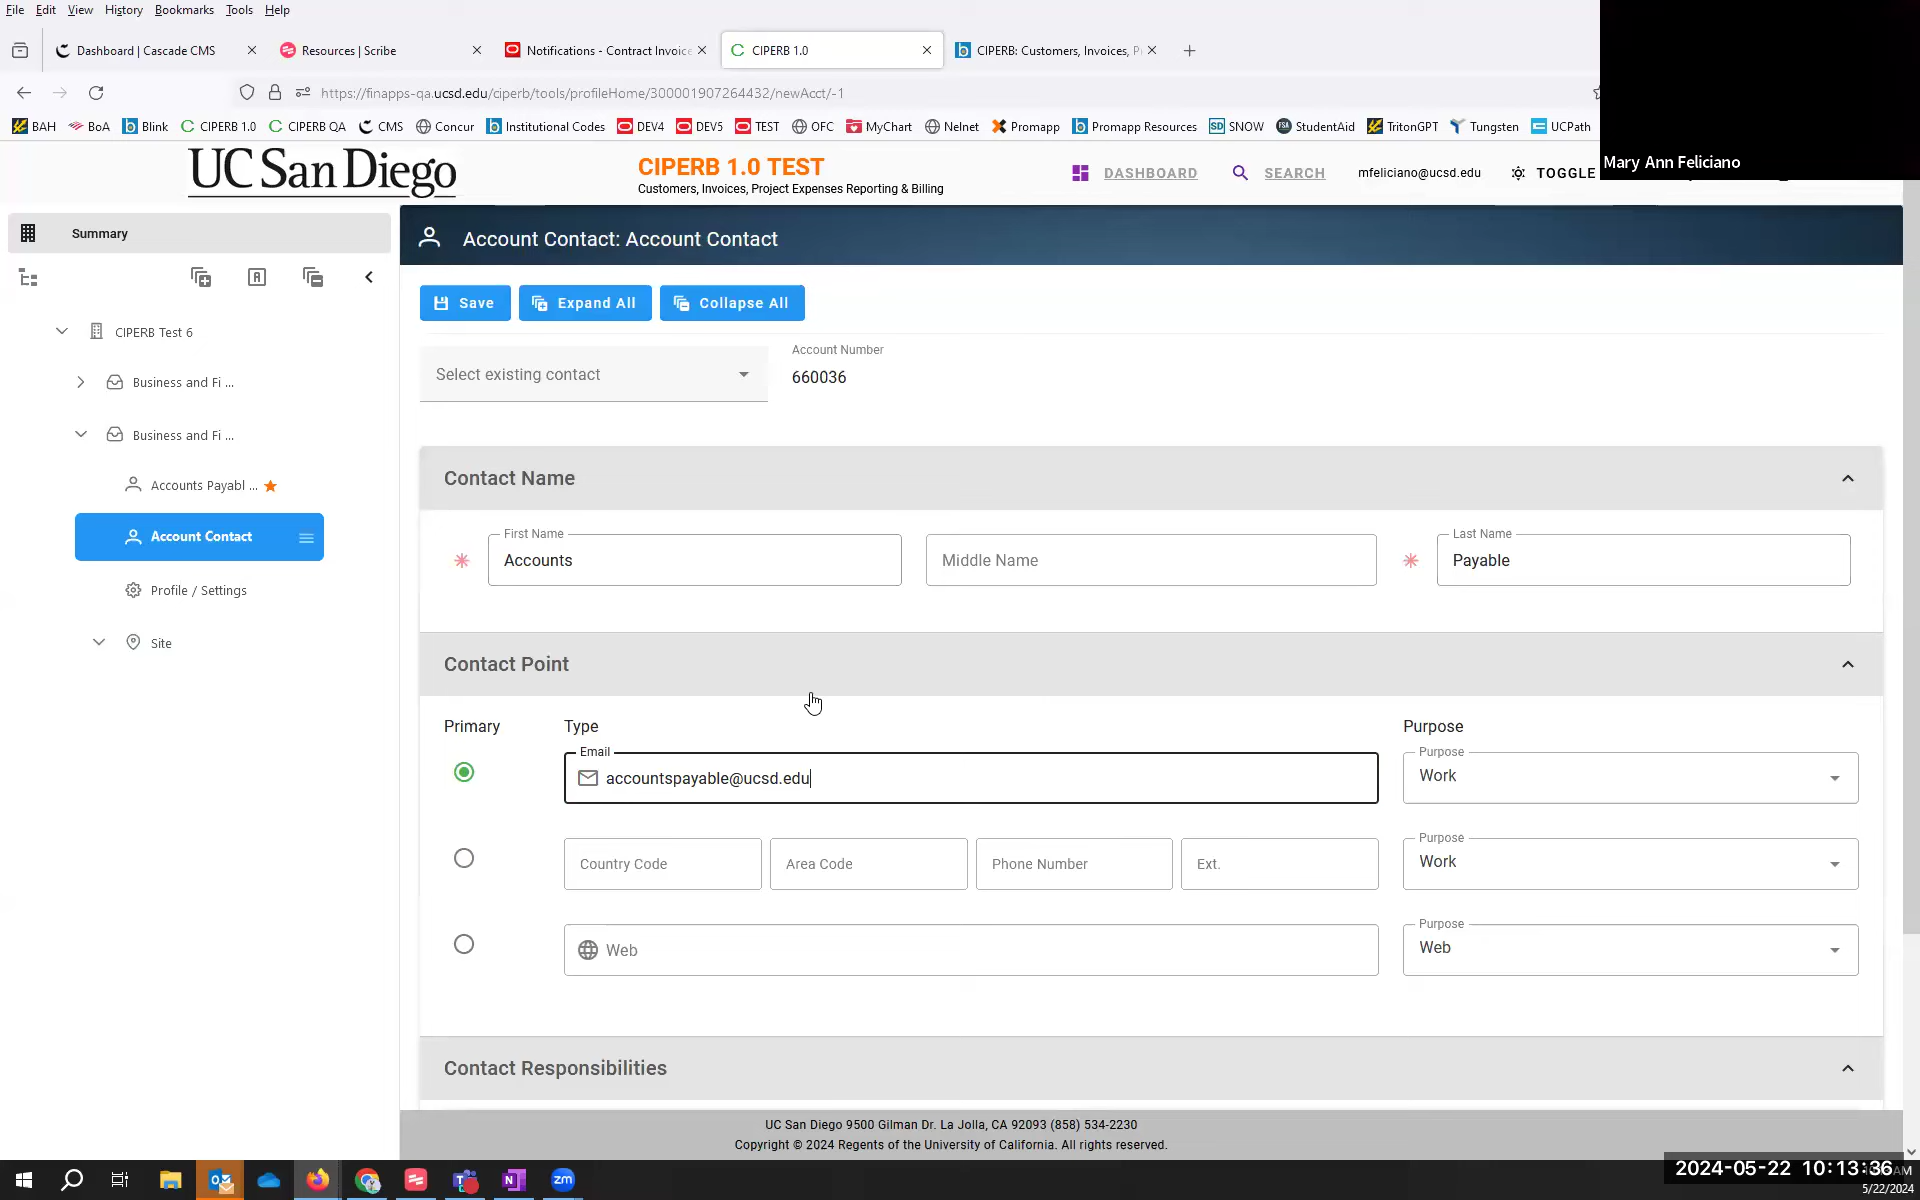 File Edit View History Bookmarks Tools Help
Dashboard | Cascade CMS
Resources | Scribe
Notifications - Contract Invoice
CIPERB 1.0
CIPERB: Customers, Invoices, P
https://finapps-qa.ucsd.edu/ciperb/tools/profileHome/300001907264432/newAcct/-1
BAH BoA Blink CIPERB 1.0 CIPERB QA CMS Concur Institutional Codes DEV4 DEV5 TEST OFC MyChart Nelnet Promapp Promapp Resources SNOW StudentAid TritonGPT Tungsten UCPath
Mary Ann Feliciano
UC San Diego
CIPERB 1.0 TEST
Customers, Invoices, Project Expenses Reporting & Billing
DASHBOARD
SEARCH
mfeliciano@ucsd.edu
TOGGLE
Summary
CIPERB Test 6
Business and Fi ...
Business and Fi ...
Accounts Payabl ...
Account Contact
Profile / Settings
Site
Account Contact: Account Contact
Save
Expand All
Collapse All
Select existing contact
Account Number
660036
Contact Name
First Name
Accounts
Middle Name
Last Name
Payable
Contact Point
Primary
Type
Purpose
Email
accountspayable@ucsd.edu
Purpose
Work
Country Code
Area Code
Phone Number
Ext.
Purpose
Work
Web
Purpose
Web
Contact Responsibilities
UC San Diego 9500 Gilman Dr. La Jolla, CA 92093 (858) 534-2230
Copyright © 2024 Regents of the University of California. All rights reserved.
zm
2024-05-22 10:13:36
5/22/2024